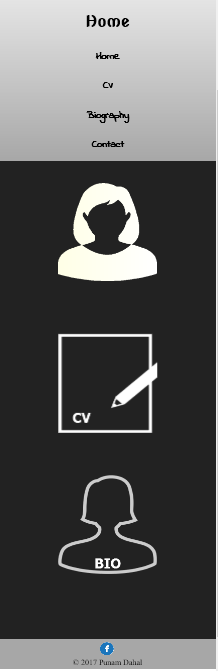 Home
Home
Cv
Biography
Contact
CV
BIO
f
© 2017 Punam Dahal